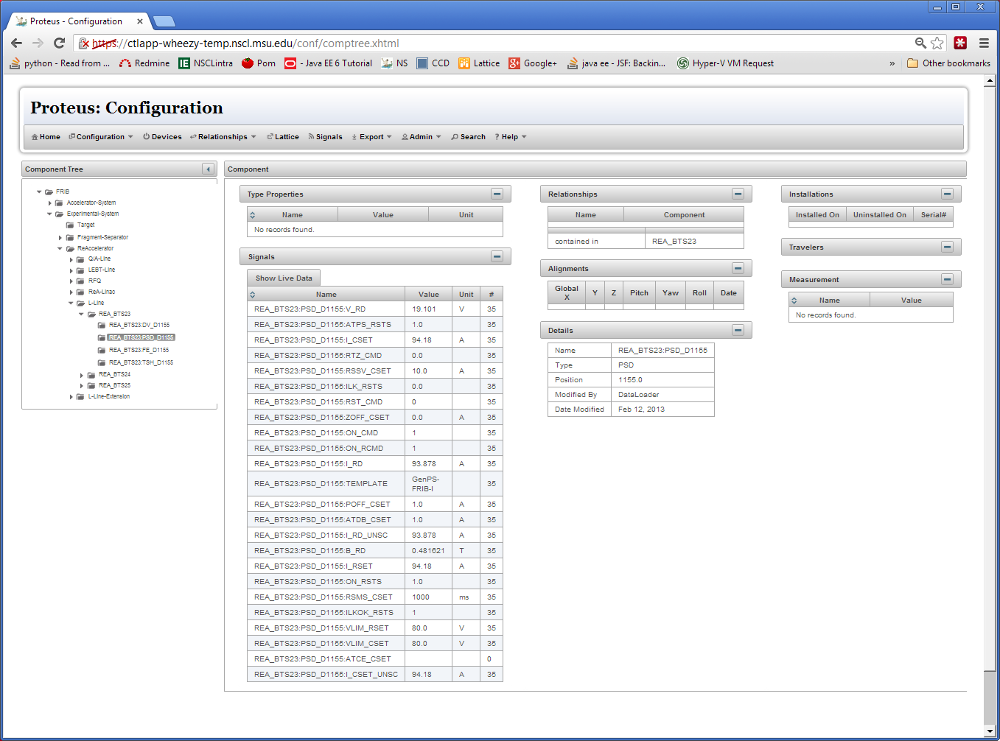 Proteus - Configuration
https://ctlapp-wheezy-temp.nscl.msu.edu/conf/comptree.xhtml
python - Read from ... Redmine NSCLintra Pom - Java EE 6 Tutorial NS CCD Lattice Google+ java ee - JSF: Backin... Hyper-V VM Request » Other bookmarks
Proteus: Configuration
Home Configuration Devices Relationships Lattice Signals Export Admin Search ? Help
Component Tree
FRIB
Accelerator-System
Experimental-System
Target
Fragment-Separator
ReAccelerator
Q/A-Line
LEBT-Line
RFQ
ReA-Linac
L-Line
REA_BTS23
REA_BTS23:DV_D1155
REA_BTS23:PSD_D1155
REA_BTS23:FE_D1155
REA_BTS23:TSH_D1155
REA_BTS24
REA_BTS25
L-Line-Extension
Component
Type Properties
Name Value Unit
No records found.
Signals
Show Live Data
Name Value Unit #
REA_BTS23:PSD_D1155:V_RD 19.101 V 35
REA_BTS23:PSD_D1155:ATPS_RSTS 1.0 35
REA_BTS23:PSD_D1155:I_CSET 94.18 A 35
REA_BTS23:PSD_D1155:RTZ_CMD 0.0 35
REA_BTS23:PSD_D1155:RSSV_CSET 10.0 A 35
REA_BTS23:PSD_D1155:ILK_RSTS 0.0 35
REA_BTS23:PSD_D1155:RST_CMD 0 35
REA_BTS23:PSD_D1155:ZOFF_CSET 0.0 A 35
REA_BTS23:PSD_D1155:ON_CMD 1 35
REA_BTS23:PSD_D1155:ON_RCMD 1 35
REA_BTS23:PSD_D1155:I_RD 93.878 A 35
REA_BTS23:PSD_D1155:TEMPLATE GenPS-
FRIB-I 35
REA_BTS23:PSD_D1155:POFF_CSET 1.0 A 35
REA_BTS23:PSD_D1155:ATDB_CSET 1.0 A 35
REA_BTS23:PSD_D1155:I_RD_UNSC 93.878 A 35
REA_BTS23:PSD_D1155:B_RD 0.481621 T 35
REA_BTS23:PSD_D1155:I_RSET 94.18 A 35
REA_BTS23:PSD_D1155:ON_RSTS 1.0 35
REA_BTS23:PSD_D1155:RSMS_CSET 1000 ms 35
REA_BTS23:PSD_D1155:ILKOK_RSTS 1 35
REA_BTS23:PSD_D1155:VLIM_RSET 80.0 V 35
REA_BTS23:PSD_D1155:VLIM_CSET 80.0 V 35
REA_BTS23:PSD_D1155:ATCE_CSET 0
REA_BTS23:PSD_D1155:I_CSET_UNSC 94.18 A 35
Relationships
Name Component
contained in REA_BTS23
Alignments
Global
X Y Z Pitch Yaw Roll Date
Details
Name REA_BTS23:PSD_D1155
Type PSD
Position 1155.0
Modified By DataLoader
Date Modified Feb 12, 2013
Installations
Installed On Uninstalled On Serial#
Travelers
Measurement
Name Value
No records found.